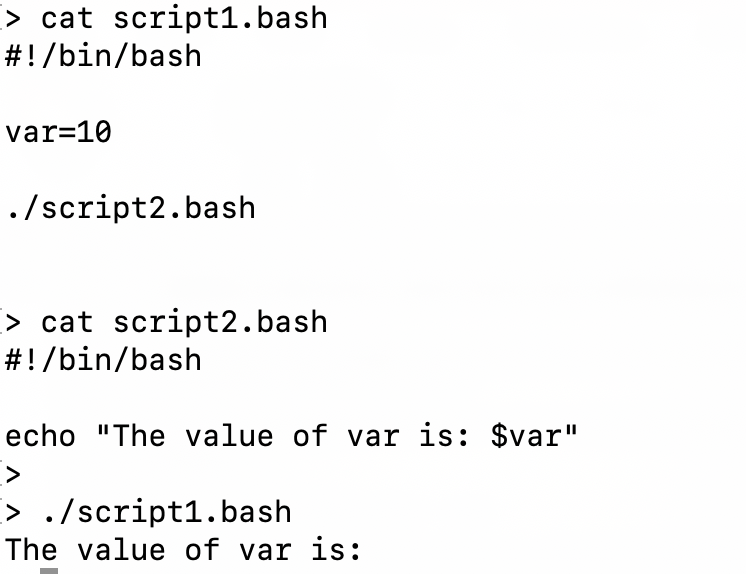 > cat script1.bash
#!/bin/bash
var=10
./script2.bash
> cat script2.bash
#!/bin/bash
echo "The value of var is: $var"
>
> ./script1.bash
The value of var is: